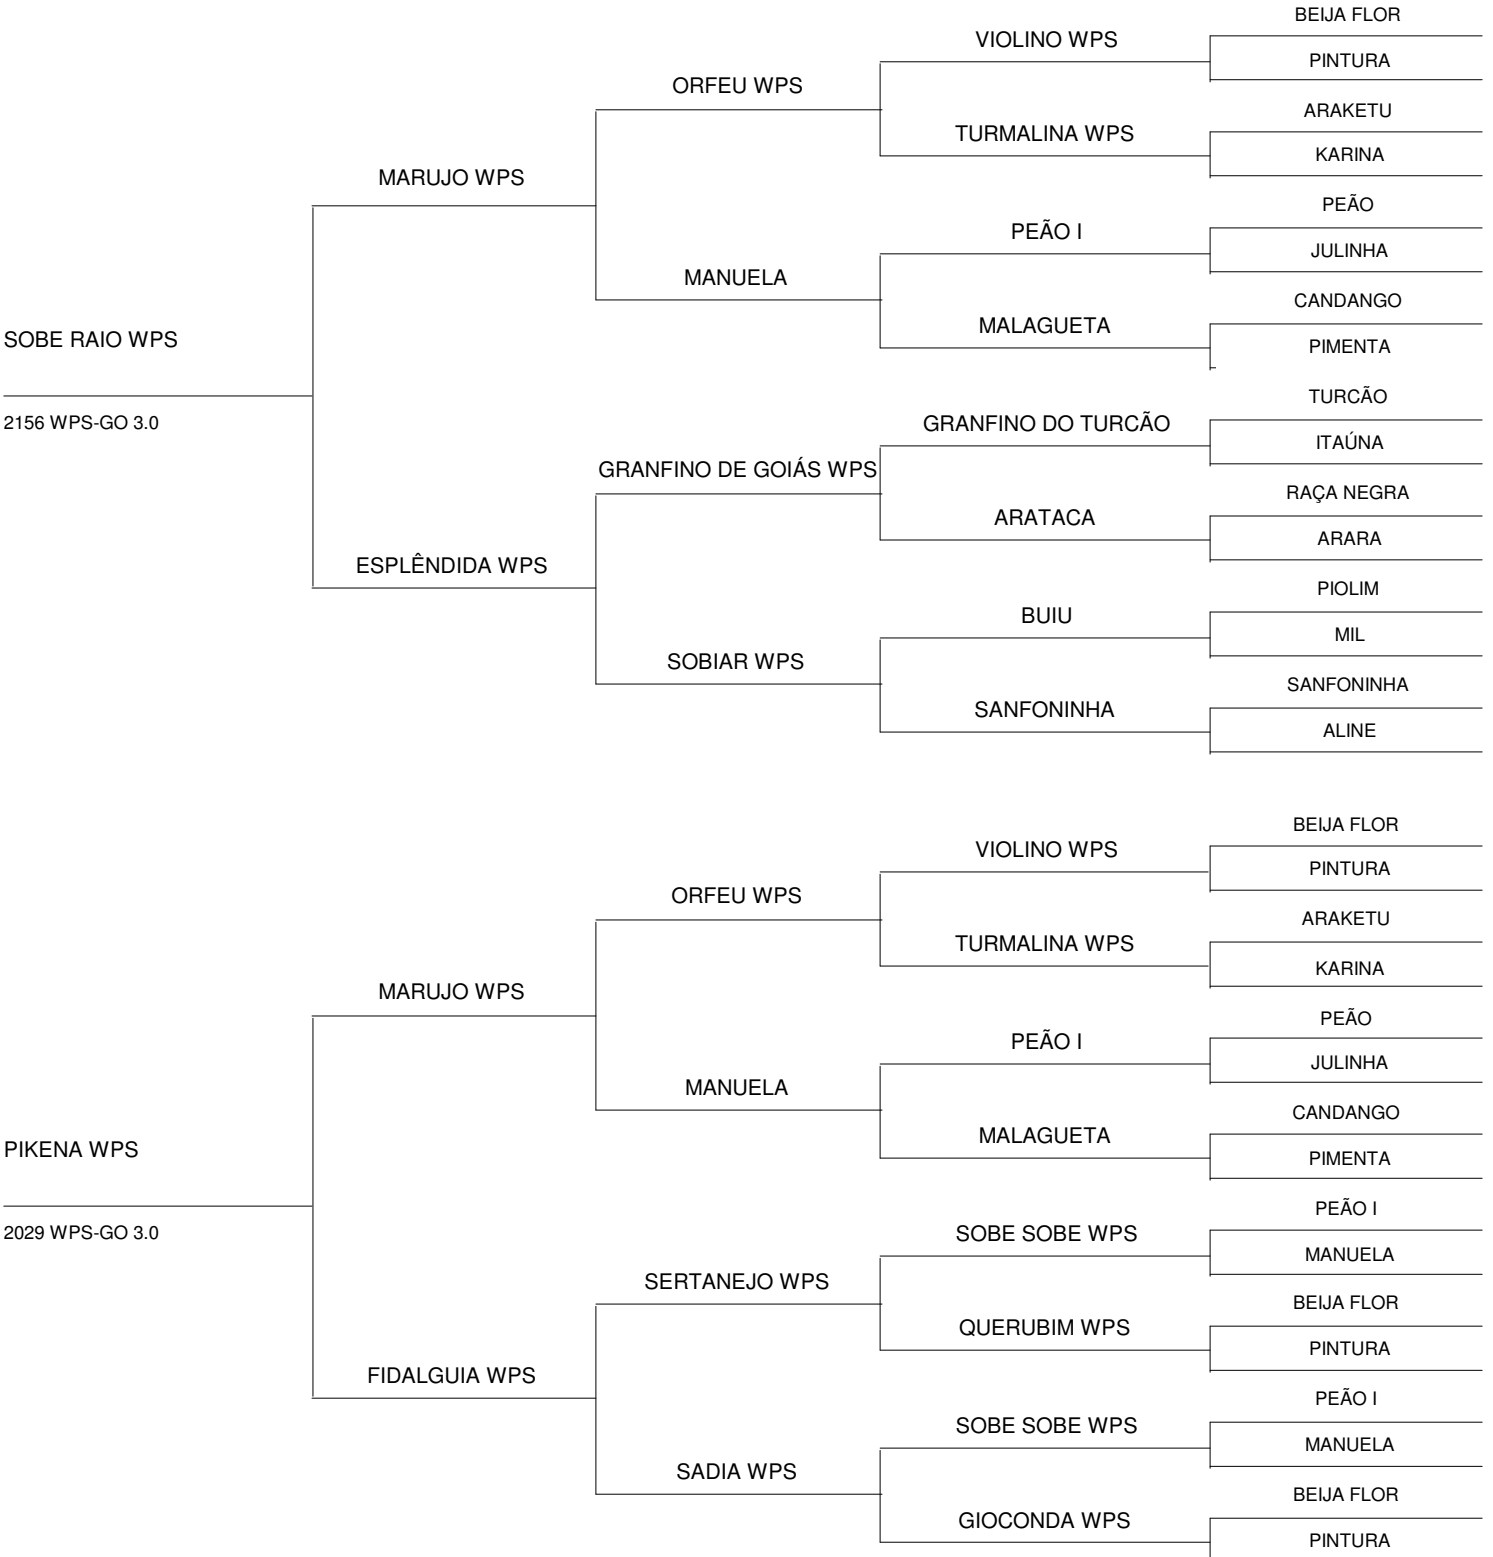 BEIJA FLOR
VIOLINO WPS
PINTURA
ORFEU WPS
ARAKETU
TURMALINA WPS
KARINA
MARUJO WPS
PEÃO
PEÃO I
JULINHA
MANUELA
CANDANGO
MALAGUETA
SOBE RAIO WPS
PIMENTA
TURCÃO
2156 WPS-GO 3.0
GRANFINO DO TURCÃO
ITAÚNA
GRANFINO DE GOIÁS WPS
RAÇA NEGRA
ARATACA
ARARA
ESPLÊNDIDA WPS
PIOLIM
BUIU
MIL
SOBIAR WPS
SANFONINHA
SANFONINHA
ALINE
BEIJA FLOR
VIOLINO WPS
PINTURA
ORFEU WPS
ARAKETU
TURMALINA WPS
KARINA
MARUJO WPS
PEÃO
PEÃO I
JULINHA
MANUELA
CANDANGO
MALAGUETA
PIKENA WPS
PIMENTA
PEÃO I
2029 WPS-GO 3.0
SOBE SOBE WPS
MANUELA
SERTANEJO WPS
BEIJA FLOR
QUERUBIM WPS
PINTURA
FIDALGUIA WPS
PEÃO I
SOBE SOBE WPS
MANUELA
SADIA WPS
BEIJA FLOR
GIOCONDA WPS
PINTURA